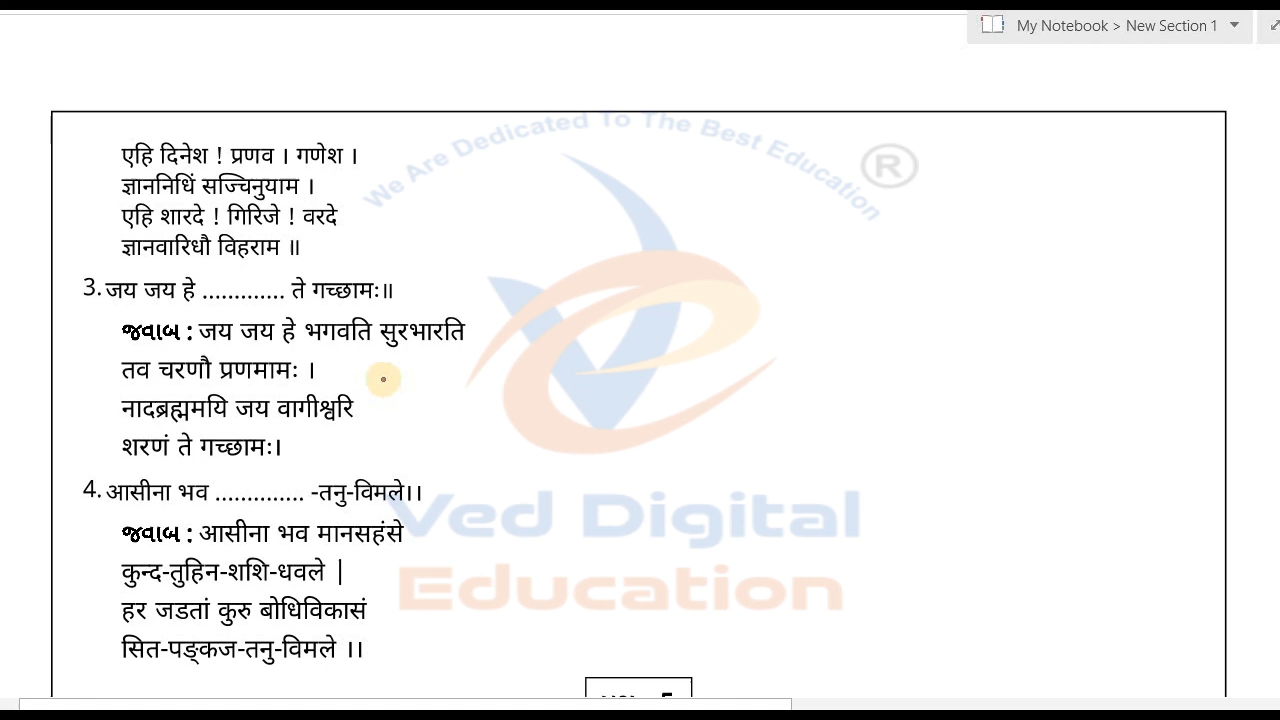 My Notebook > New Section 1
We Are Dedicated To The Best Education
®
एहि दिनेश ! प्रणव । गणेश ।
ज्ञाननिधिं सञ्चिनुयाम ।
एहि शारदे ! गिरिजे ! वरदे
ज्ञानवारिधौ विहराम ॥
3. जय जय हे ............. ते गच्छामः॥
જવાબ : जय जय हे भगवति सुरभारति
तव चरणौ प्रणमामः ।
नादब्रह्ममयि जय वागीश्वरि
शरणं ते गच्छामः।
4. आसीना भव .............. -तनु-विमले।।
જવાબ : आसीना भव मानसहंसे
कुन्द-तुहिन-शशि-धवले |
हर जडतां कुरु बोधिविकासं
सित-पङ्कज-तनु-विमले ।।
Ved Digital
Education